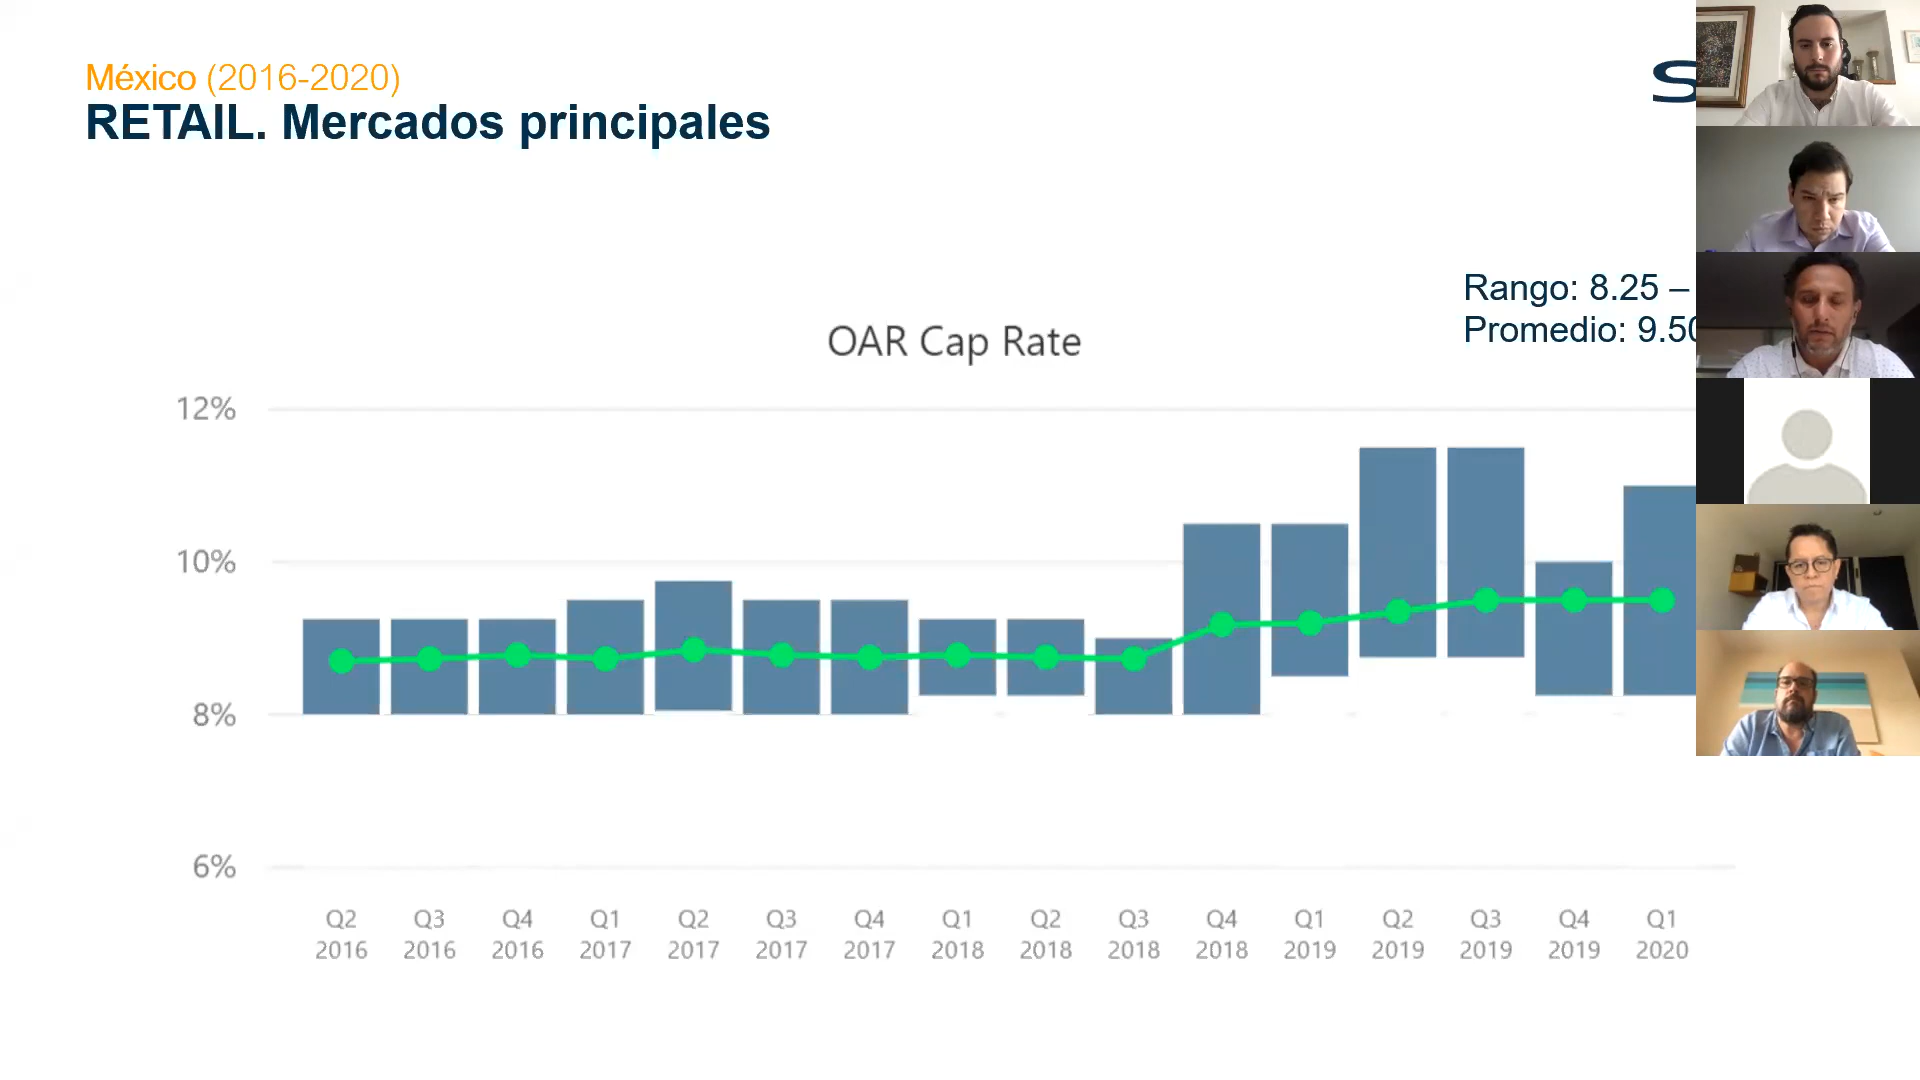 México (2016-2020)
RETAIL. Mercados principales
S
Rango: 8.25 –
Promedio: 9.50
OAR Cap Rate
12%
10%
8%
6%
Q2 Q3 Q4 Q1 Q2 Q3 Q4 Q1 Q2 Q3 Q4 Q1 Q2 Q3 Q4 Q1
2016 2016 2016 2017 2017 2017 2017 2018 2018 2018 2018 2019 2019 2019 2019 2020